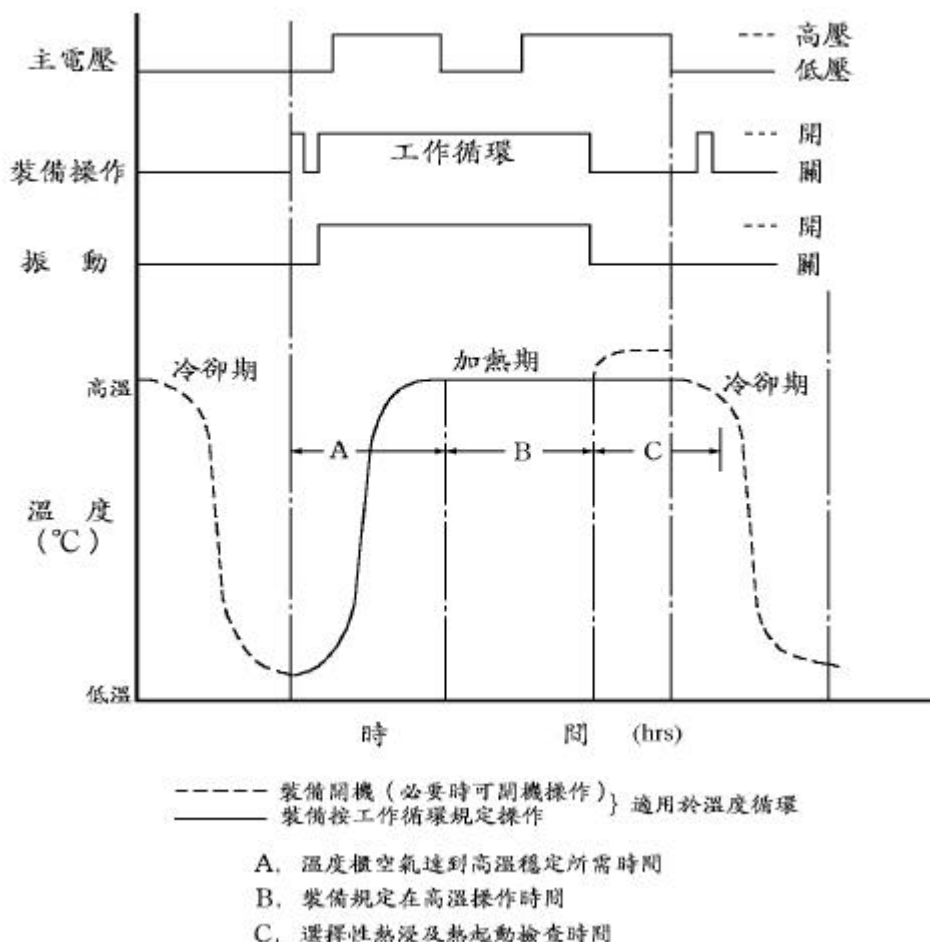 主電壓
高壓
低壓
裝備操作
工作循環
開
關
振 動
開
關
冷卻期
加熱期
冷卻期
高溫
A
B
C
溫 度
(℃)
低溫
時 間 (hrs)
裝備關機(必要時可開機操作)
裝備按工作循環規定操作
} 適用於溫度循環
A. 溫度櫃空氣達到高溫穩定所需時間
B. 裝備規定在高溫操作時間
C. 選擇性熱浸及熱起動檢查時間